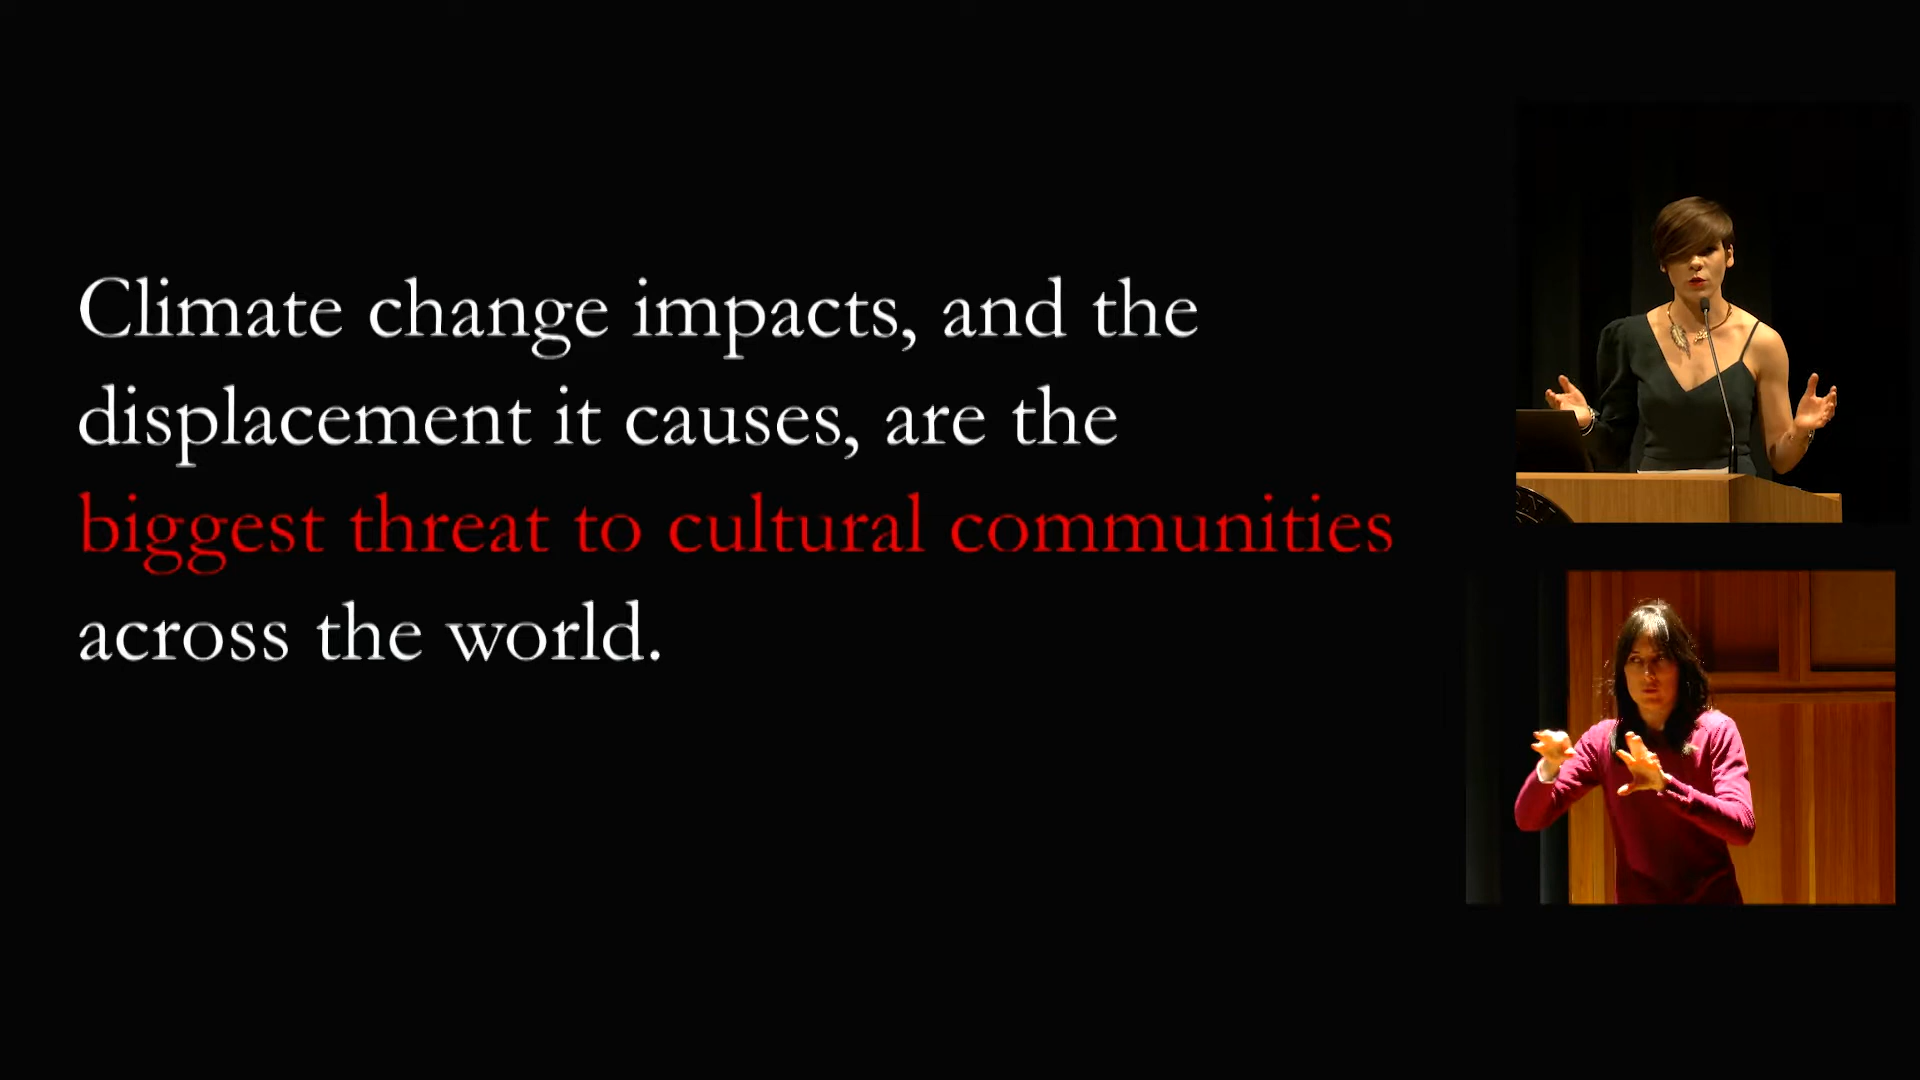 Climate change impacts, and the
displacement it causes, are the
biggest threat to cultural communities
across the world.